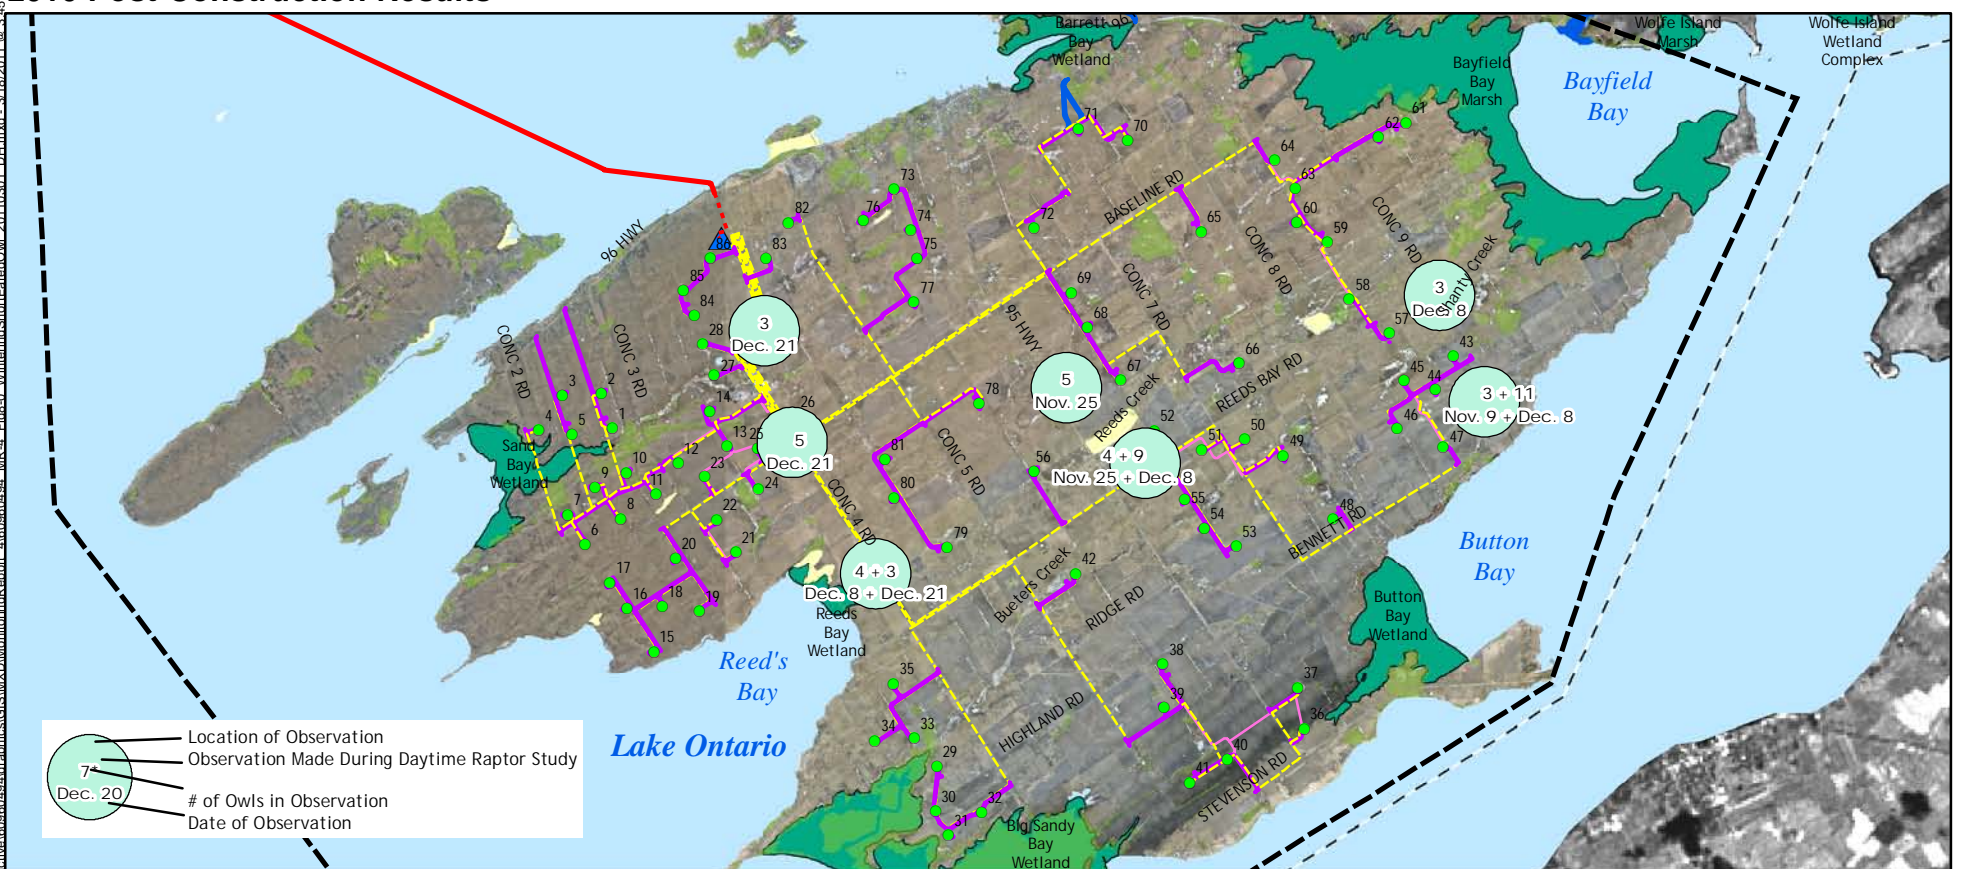 2010 Post-Construction Results
Barrett
Bay
Wetland
96
Bayfield
Bay
Marsh
Bayfield
Bay
Wolfe Island
Marsh
Wolfe Island
Wetland
Complex
71
70
61
62
64
63
60
59
58
57
65
72
73
74
75
76
77
82
83
86
85
84
96 HWY
BASELINE RD
CONC 8 RD
CONC 9 RD
Shanty Creek
CONC 7 RD
95 HWY
69
68
67
66
3
Dec. 8
3
Dec. 21
28
27
26
5
Nov. 25
43
44
45
46
47
3 + 11
Nov. 9 + Dec. 8
CONC 2 RD
CONC 3 RD
3
2
1
4
5
14
13
25
5
Dec. 21
78
81
80
79
CONC 5 RD
CONC 4 RD
Reeds Creek
REEDS BAY RD
52
51
50
49
4 + 9
Nov. 25 + Dec. 8
56
55
54
53
48
BENNETT RD
Sand
Bay
Wetland
9
10
11
12
23
24
7
6
8
22
21
20
17
16
18
19
15
4 + 3
Dec. 8 + Dec. 21
Reeds
Bay
Wetland
Bueters Creek
42
RIDGE RD
Button
Bay
Button
Bay
Wetland
Reed's
Bay
Lake Ontario
35
34
33
HIGHLAND RD
38
39
37
36
40
41
STEVENSON RD
29
30
31
32
Big Sandy
Bay
Wetland
7*
Dec. 20
Location of Observation
Observation Made During Daytime Raptor Study
# of Owls in Observation
Date of Observation